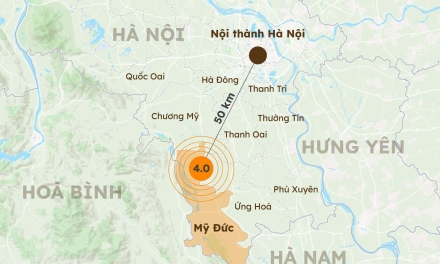 HÀ NỘI
Nội thành Hà Nội
Quốc Oai
Hà Đông
Thanh Trì
50 km
Chương Mỹ
Thường Tín
Thanh Oai
HƯNG YÊN
4.0
HOÀ BÌNH
Phú Xuyên
Ứng Hoà
Mỹ Đức
HÀ NAM